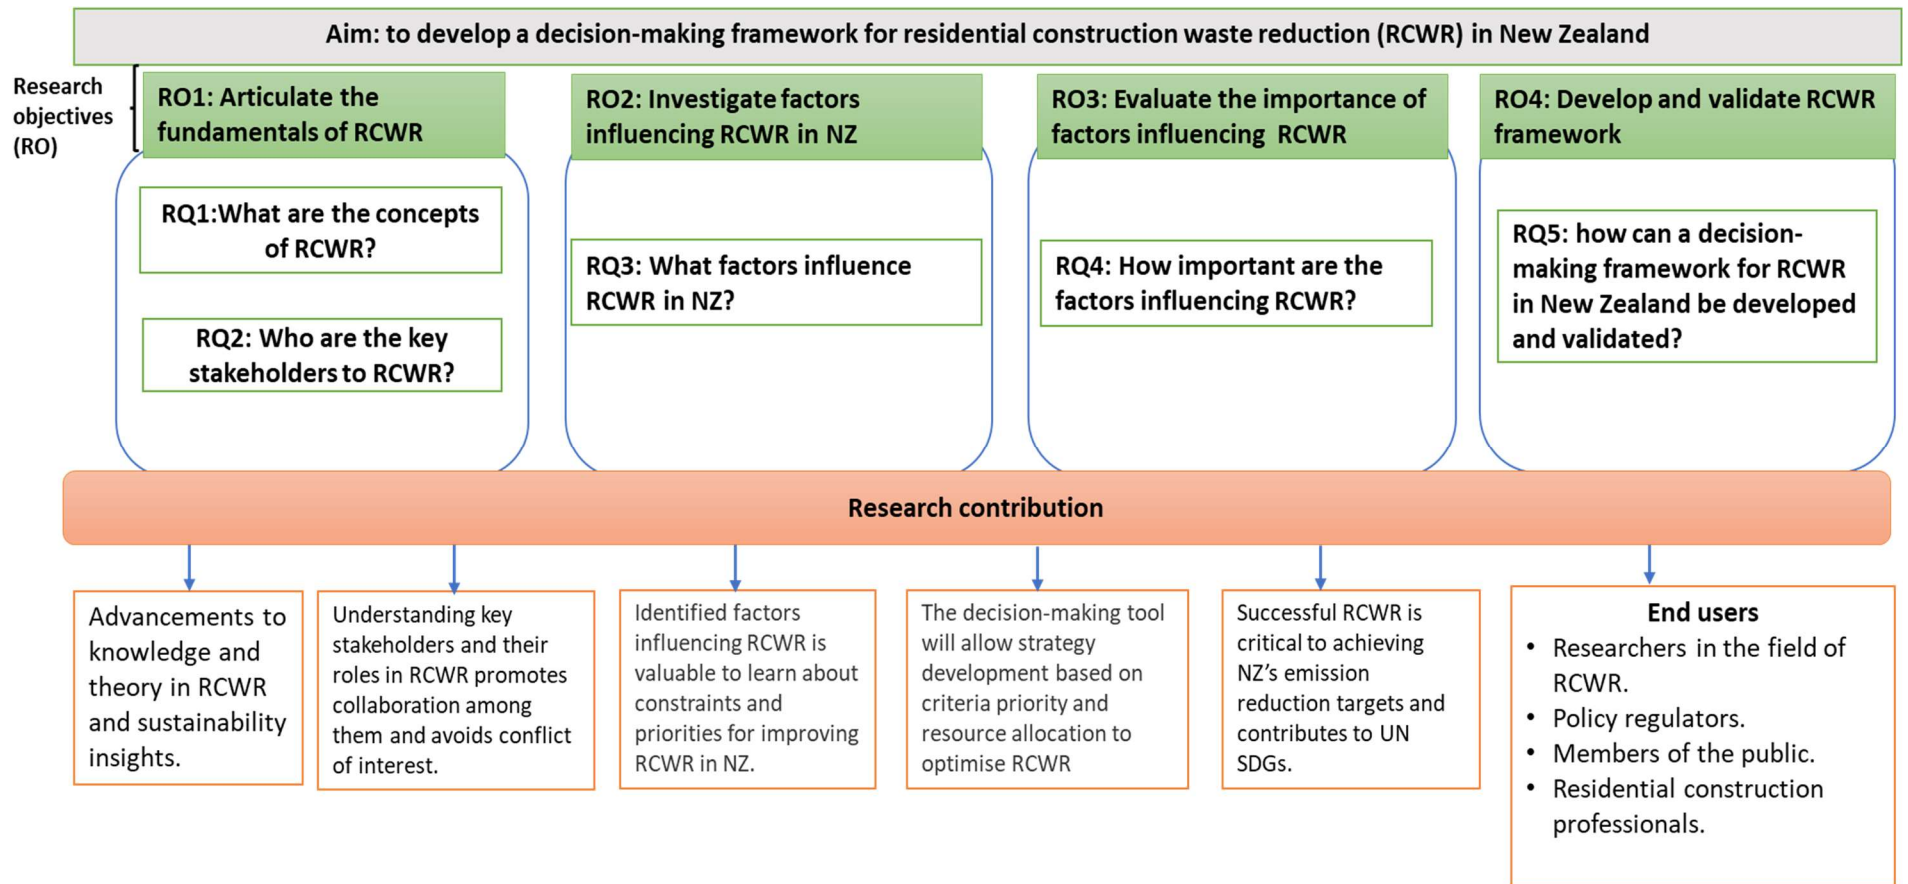 Aim: to develop a decision-making framework for residential construction waste reduction (RCWR) in New Zealand
Research
objectives
(RO)
RO1: Articulate the
fundamentals of RCWR
RO2: Investigate factors
influencing RCWR in NZ
RO3: Evaluate the importance of
factors influencing RCWR
RO4: Develop and validate RCWR
framework
RQ1:What are the concepts
of RCWR?
RQ2: Who are the key
stakeholders to RCWR?
RQ3: What factors influence
RCWR in NZ?
RQ4: How important are the
factors influencing RCWR?
RQ5: how can a decision-
making framework for RCWR
in New Zealand be developed
and validated?
Research contribution
Advancements to
knowledge and
theory in RCWR
and sustainability
insights.
Understanding key
stakeholders and their
roles in RCWR promotes
collaboration among
them and avoids conflict
of interest.
Identified factors
influencing RCWR is
valuable to learn about
constraints and
priorities for improving
RCWR in NZ.
The decision-making tool
will allow strategy
development based on
criteria priority and
resource allocation to
optimise RCWR
Successful RCWR is
critical to achieving
NZ’s emission
reduction targets and
contributes to UN
SDGs.
End users
• Researchers in the field of
RCWR.
• Policy regulators.
• Members of the public.
• Residential construction
professionals.